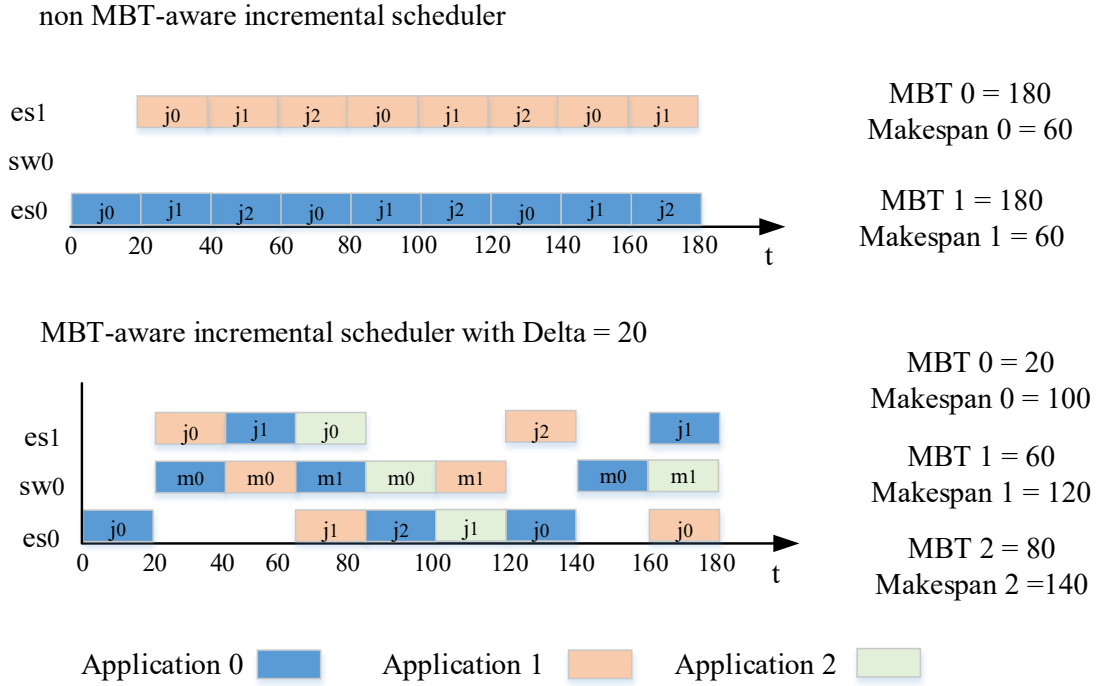 non MBT-aware incremental scheduler
es1 j0 j1 j2 j0 j1 j2 j0 j1
sw0
es0 j0 j1 j2 j0 j1 j2 j0 j1 j2
0 20 40 60 80 100 120 140 160 180
t
MBT 0 = 180
Makespan 0 = 60
MBT 1 = 180
Makespan 1 = 60
MBT-aware incremental scheduler with Delta = 20
es1 j0 j1 j0 j2 j1
sw0 m0 m0 m1 m0 m1 m0 m1
es0 j0 j1 j2 j1 j0 j0
0 20 40 60 80 100 120 140 160 180
t
MBT 0 = 20
Makespan 0 = 100
MBT 1 = 60
Makespan 1 = 120
MBT 2 = 80
Makespan 2 =140
Application 0 Application 1 Application 2